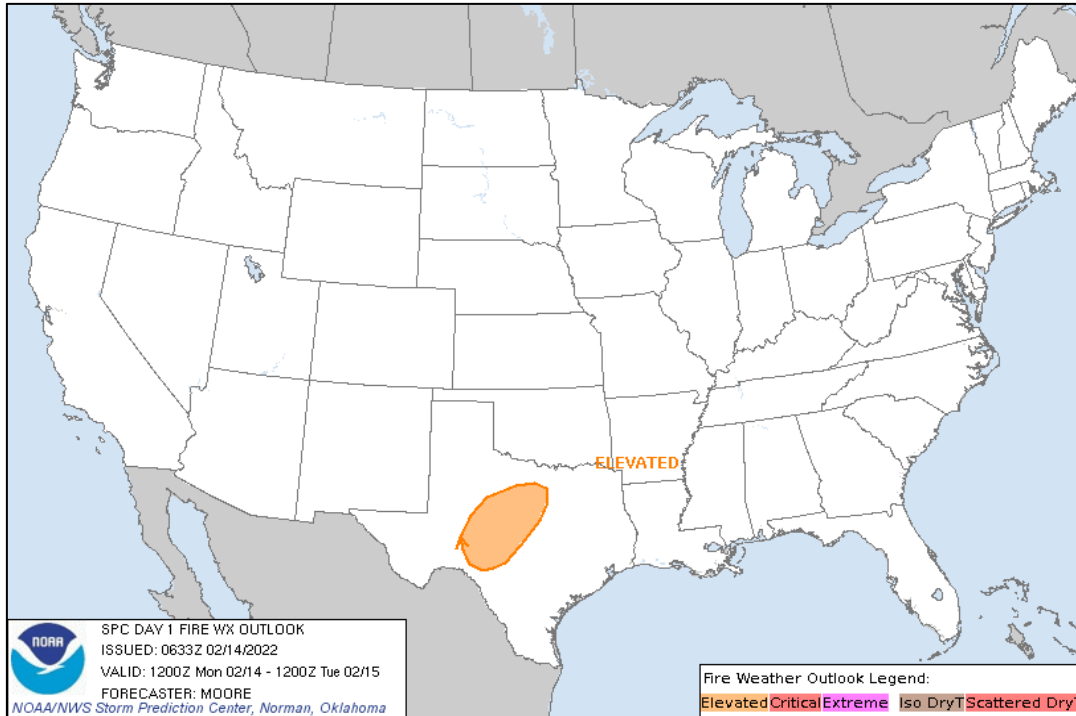 ELEVATED
NOAA
SPC DAY 1 FIRE WX OUTLOOK
ISSUED: 0633Z 02/14/2022
VALID: 1200Z Mon 02/14 - 1200Z Tue 02/15
FORECASTER: MOORE
NOAA/NWS Storm Prediction Center, Norman, Oklahoma
Fire Weather Outlook Legend:
Elevated Critical Extreme Iso DryT Scattered DryT